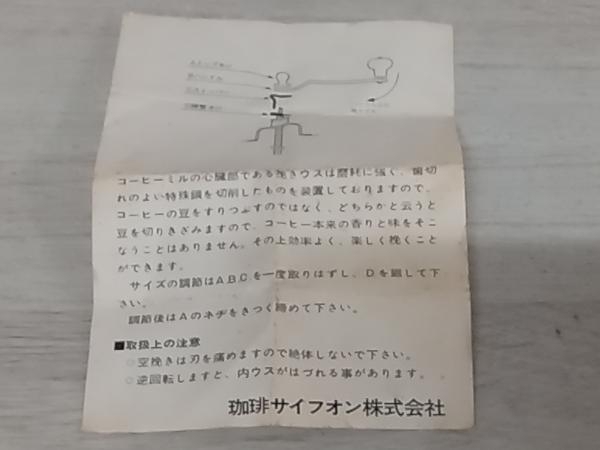 コーヒーミルの心臓部である挽きウスは磨耗に強く、歯切
れのよい特殊鋼を切削したものを装置しておりますので、
コーヒーの豆をすりつぶすのではなく、どちらかと云うと
豆を切りきざみますので、コーヒー本来の香りと味をそこ
なうことはありません。その上効率よく、楽しく挽くこと
ができます。
サイズの調節はA.B.Cを一度取りはずし、Dを廻して下
さい。
調節後はAのネヂをきつく締めて下さい。
■取扱上の注意
○空挽きは刃を痛めますので絶体しないで下さい。
○逆回転しますと、内ウスがはづれる事があります。
珈琲サイフオン株式会社